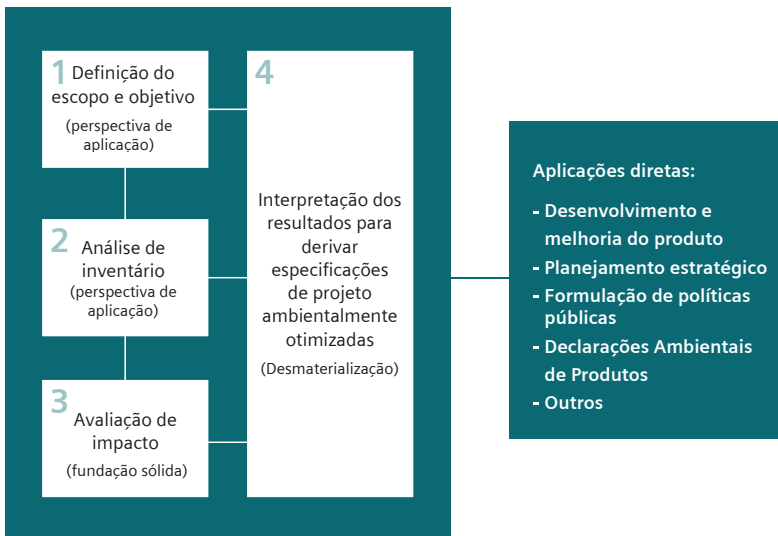 1 Definição do
escopo e objetivo
(perspectiva de
aplicação)
2 Análise de
inventário
(perspectiva de
aplicação)
3 Avaliação de
impacto
(fundação sólida)
4
Interpretação dos
resultados para
derivar
especificações
de projeto
ambientalmente
otimizadas
(Desmaterialização)
Aplicações diretas:
- Desenvolvimento e
melhoria do produto
- Planejamento estratégico
- Formulação de políticas
públicas
- Declarações Ambientais
de Produtos
- Outros